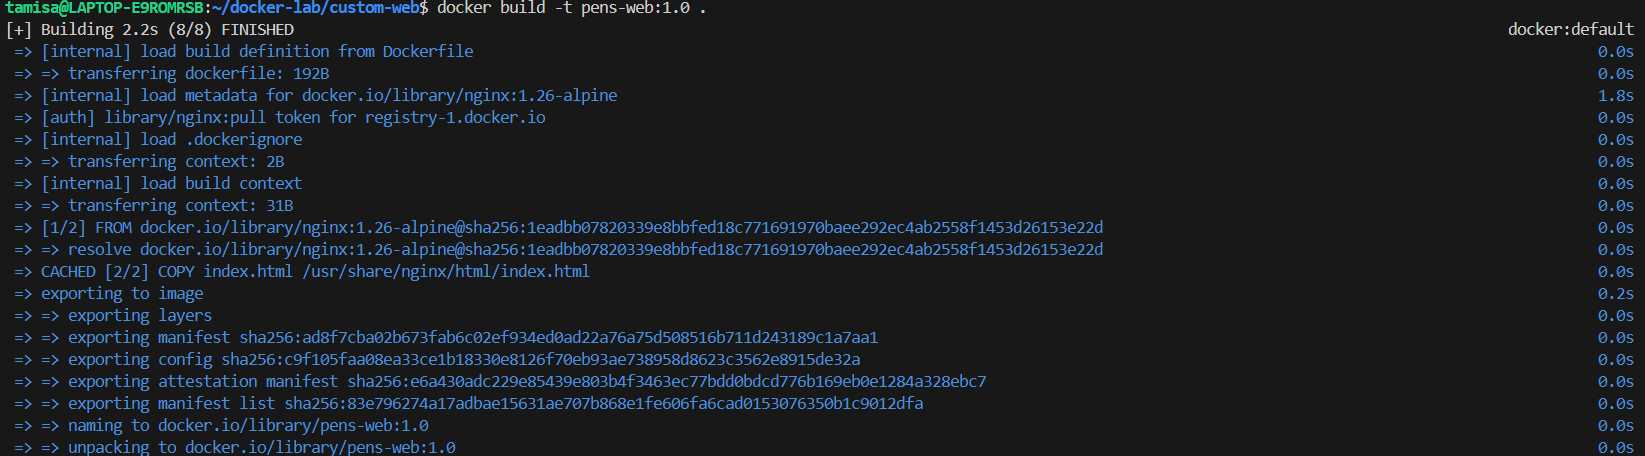 tamisa@LAPTOP-E9ROMRSB:~/docker-lab/custom-web$ docker build -t pens-web:1.0 .
[+] Building 2.2s (8/8) FINISHED docker:default
=> [internal] load build definition from Dockerfile 0.0s
=> => transferring dockerfile: 192B 0.0s
=> [internal] load metadata for docker.io/library/nginx:1.26-alpine 1.8s
=> [auth] library/nginx:pull token for registry-1.docker.io 0.0s
=> [internal] load .dockerignore 0.0s
=> => transferring context: 2B 0.0s
=> [internal] load build context 0.0s
=> => transferring context: 31B 0.0s
=> [1/2] FROM docker.io/library/nginx:1.26-alpine@sha256:1eadbb07820339e8bbfed18c771691970baee292ec4ab2558f1453d26153e22d 0.0s
=> => resolve docker.io/library/nginx:1.26-alpine@sha256:1eadbb07820339e8bbfed18c771691970baee292ec4ab2558f1453d26153e22d 0.0s
=> CACHED [2/2] COPY index.html /usr/share/nginx/html/index.html 0.0s
=> exporting to image 0.2s
=> => exporting layers 0.0s
=> => exporting manifest sha256:ad8f7cba02b673fab6c02ef934ed0ad22a76a75d508516b711d243189c1a7aa1 0.0s
=> => exporting config sha256:c9f105faa08ea33ce1b18330e8126f70eb93ae738958d8623c3562e8915de32a 0.0s
=> => exporting attestation manifest sha256:e6a430adc229e85439e803b4f3463ec77bdd0bdcd776b169eb0e1284a328ebc7 0.0s
=> => exporting manifest list sha256:83e796274a17adbae15631ae707b868e1fe606fa6cad0153076350b1c9012dfa 0.0s
=> => naming to docker.io/library/pens-web:1.0 0.0s
=> => unpacking to docker.io/library/pens-web:1.0 0.0s